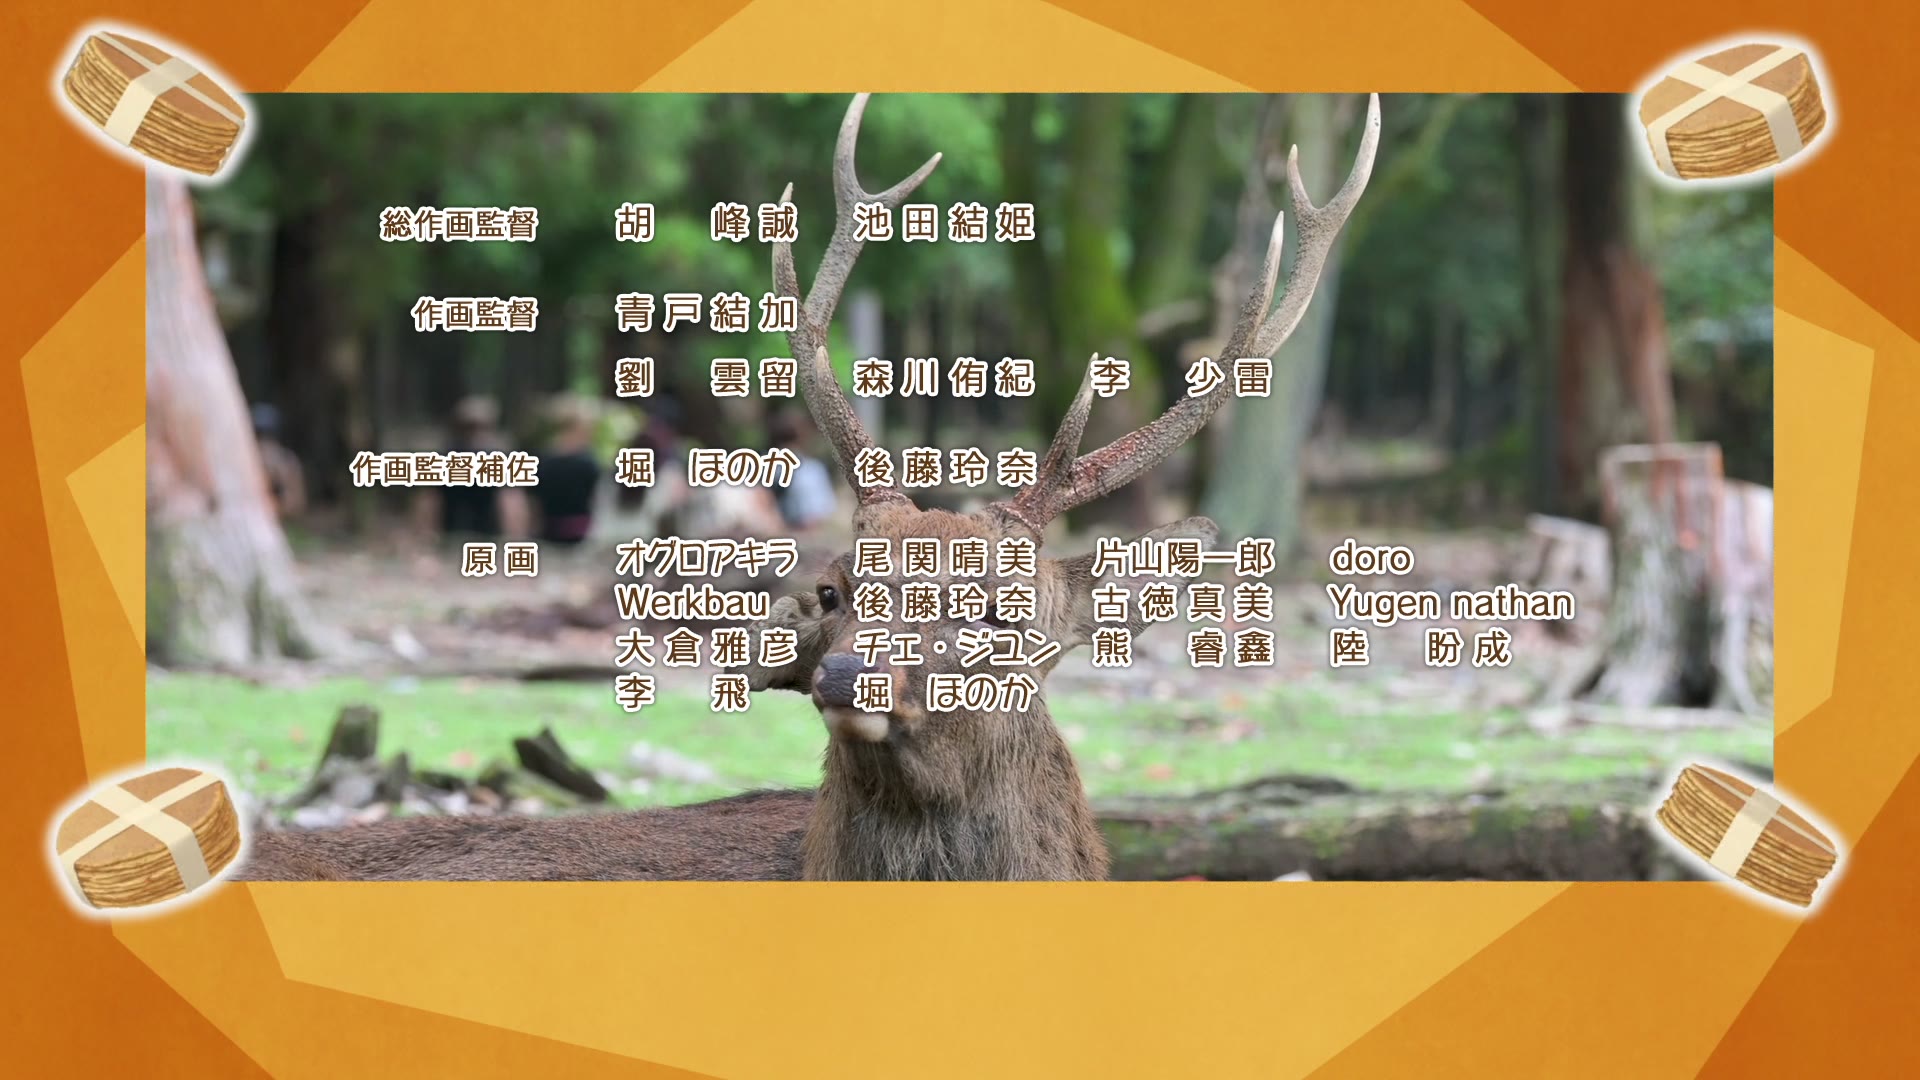 総作画監督 胡 峰誠 池田結姫
作画監督 青戸結加
劉 雲留 森川侑紀 李 少雷
作画監督補佐 堀 ほのか 後藤玲奈
原画 オグロアキラ 尾関晴美 片山陽一郎 doro
Werkbau 後藤玲奈 古徳真美 Yugen nathan
大倉雅彦 チェ・ジユン 熊 睿鑫 陸 盼成
李 飛 堀 ほのか